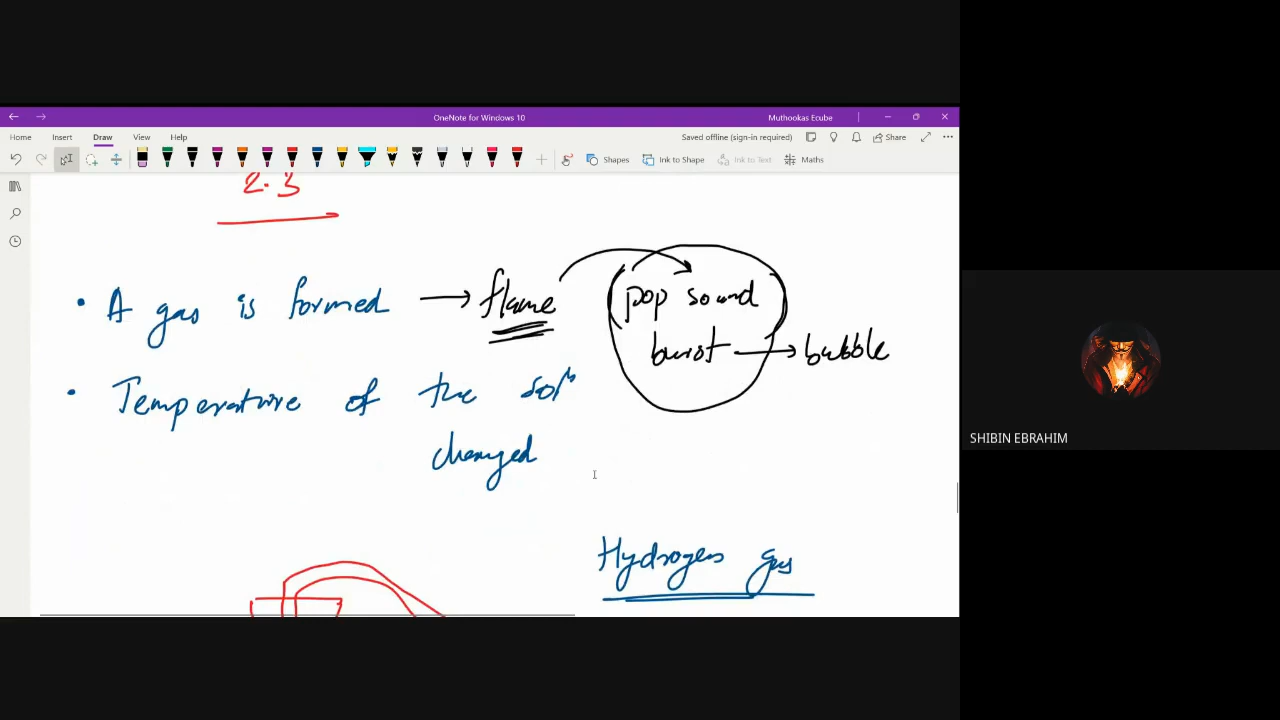 OneNote for Windows 10
Muthookas Ecube
Home Insert Draw View Help
Saved offline (sign-in required)
Share
Shapes
Ink to Shape
Ink to Text
Maths
2.3
• A gas is formed → flame (pop sound)
burst → bubble
• Temperature of the solⁿ
changed
Hydrogen gas
SHIBIN EBRAHIM